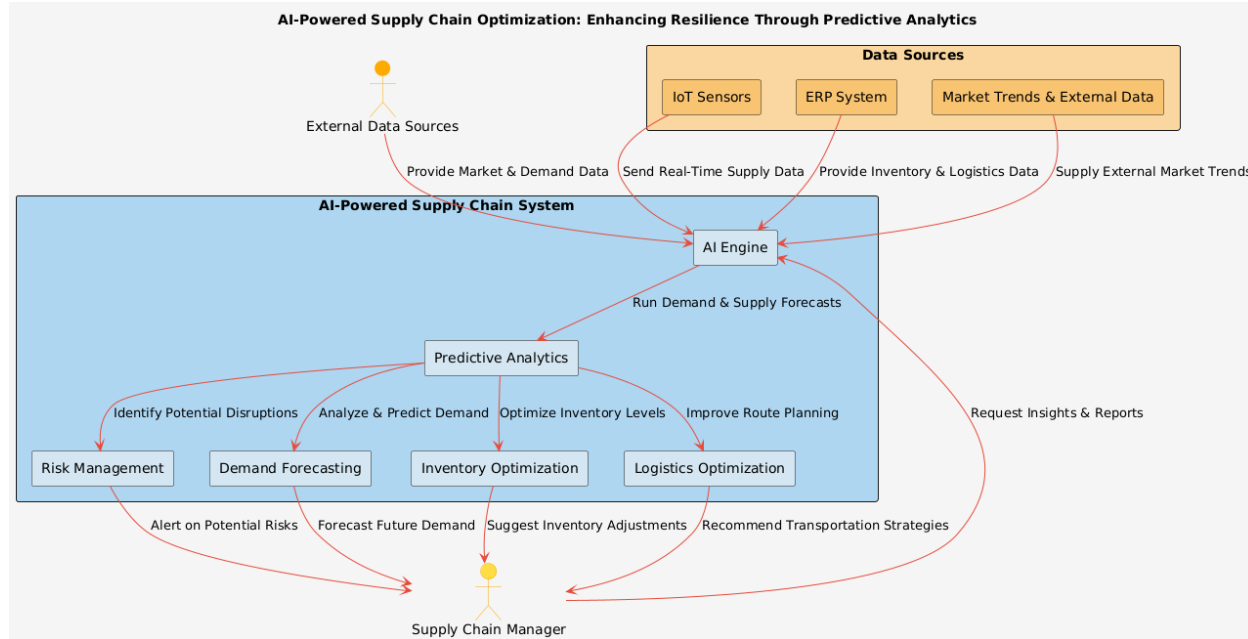 AI-Powered Supply Chain Optimization: Enhancing Resilience Through Predictive Analytics
Data Sources
IoT Sensors
ERP System
Market Trends & External Data
External Data Sources
Provide Market & Demand Data
Send Real-Time Supply Data
Provide Inventory & Logistics Data
Supply External Market Trends
AI-Powered Supply Chain System
AI Engine
Run Demand & Supply Forecasts
Predictive Analytics
Identify Potential Disruptions
Analyze & Predict Demand
Optimize Inventory Levels
Improve Route Planning
Request Insights & Reports
Risk Management
Demand Forecasting
Inventory Optimization
Logistics Optimization
Alert on Potential Risks
Forecast Future Demand
Suggest Inventory Adjustments
Recommend Transportation Strategies
Supply Chain Manager